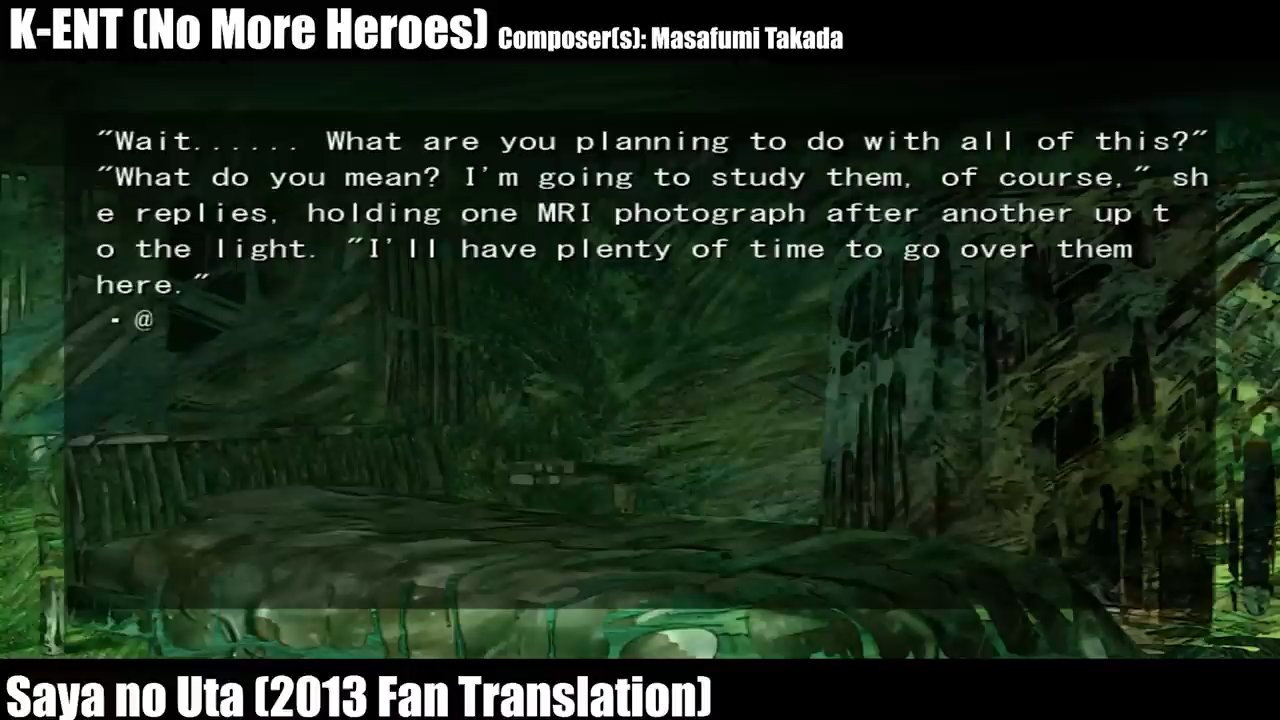 K-ENT (No More Heroes) Composer(s): Masafumi Takada
"Wait...... What are you planning to do with all of this?"
"What do you mean? I'm going to study them, of course," sh
e replies, holding one MRI photograph after another up t
o the light. "I'll have plenty of time to go over them
here."
- @
Saya no Uta (2013 Fan Translation)